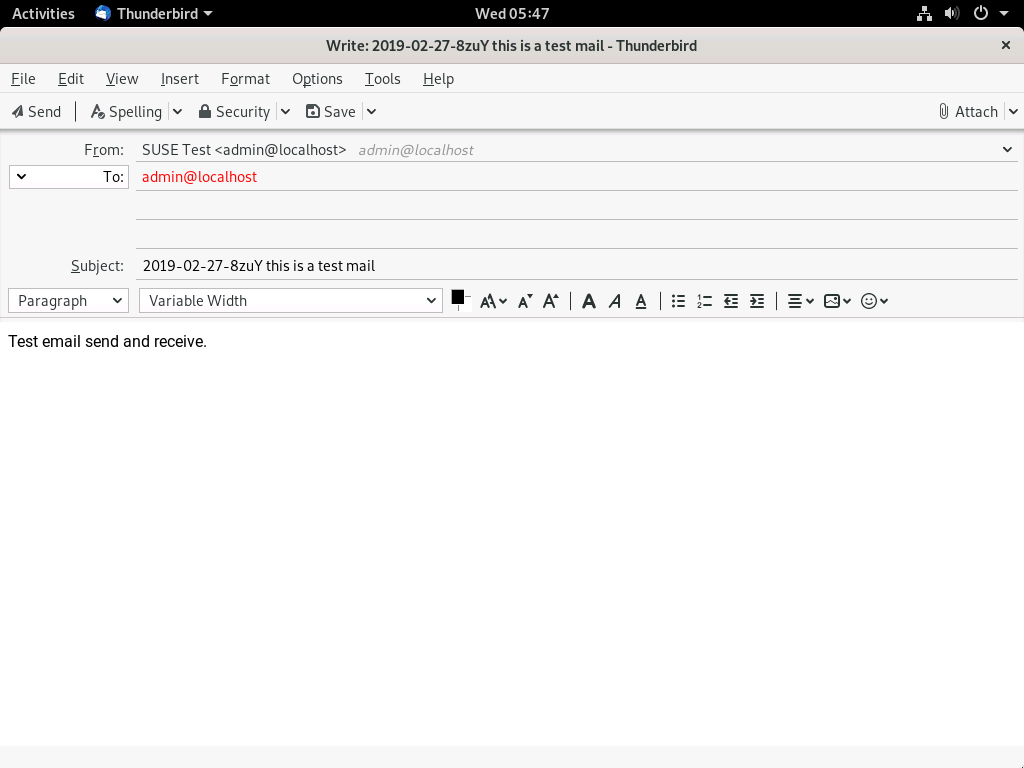 Activities Thunderbird Wed 05:47
Write: 2019-02-27-8zuY this is a test mail - Thunderbird
File Edit View Insert Format Options Tools Help
Send Spelling Security Save Attach
From: SUSE Test <admin@localhost> admin@localhost
To: admin@localhost
Subject: 2019-02-27-8zuY this is a test mail
Paragraph Variable Width
Test email send and receive.